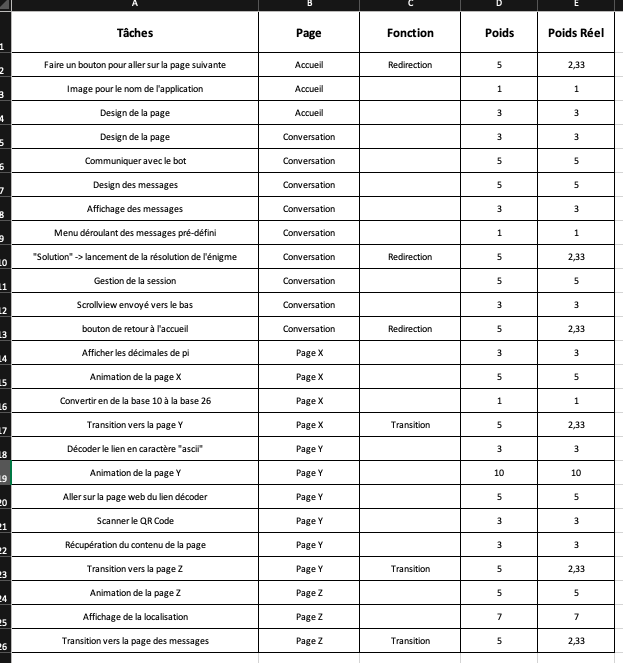 A B C D E
1 Tâches Page Fonction Poids Poids Réel
2 Faire un bouton pour aller sur la page suivante Accueil Redirection 5 2,33
3 Image pour le nom de l'application Accueil 1 1
4 Design de la page Accueil 3 3
5 Design de la page Conversation 3 3
6 Communiquer avec le bot Conversation 5 5
7 Design des messages Conversation 5 5
8 Affichage des messages Conversation 3 3
9 Menu déroulant des messages pré-défini Conversation 1 1
10 "Solution" -> lancement de la résolution de l'énigme Conversation Redirection 5 2,33
11 Gestion de la session Conversation 5 5
12 Scrollview envoyé vers le bas Conversation 3 3
13 bouton de retour à l'accueil Conversation Redirection 5 2,33
14 Afficher les décimales de pi Page X 3 3
15 Animation de la page X Page X 5 5
16 Convertir en de la base 10 à la base 26 Page X 1 1
17 Transition vers la page Y Page X Transition 5 2,33
18 Décoder le lien en caractère "ascii" Page Y 3 3
19 Animation de la page Y Page Y 10 10
20 Aller sur la page web du lien décoder Page Y 5 5
21 Scanner le QR Code Page Y 3 3
22 Récupération du contenu de la page Page Y 3 3
23 Transition vers la page Z Page Y Transition 5 2,33
24 Animation de la page Z Page Z 5 5
25 Affichage de la localisation Page Z 7 7
26 Transition vers la page des messages Page Z Transition 5 2,33